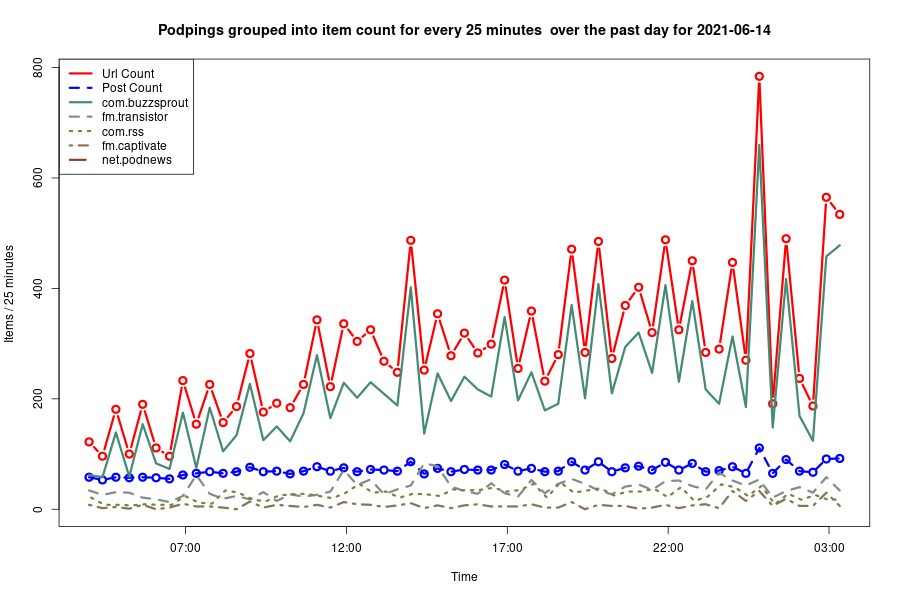 Podpings grouped into item count for every 25 minutes  over the past day for 2021-06-14
Url Count
Post Count
com.buzzsprout
fm.transistor
com.rss
fm.captivate
net.podnews
Items / 25 minutes
800
600
400
200
0
07:00
12:00
17:00
22:00
03:00
Time